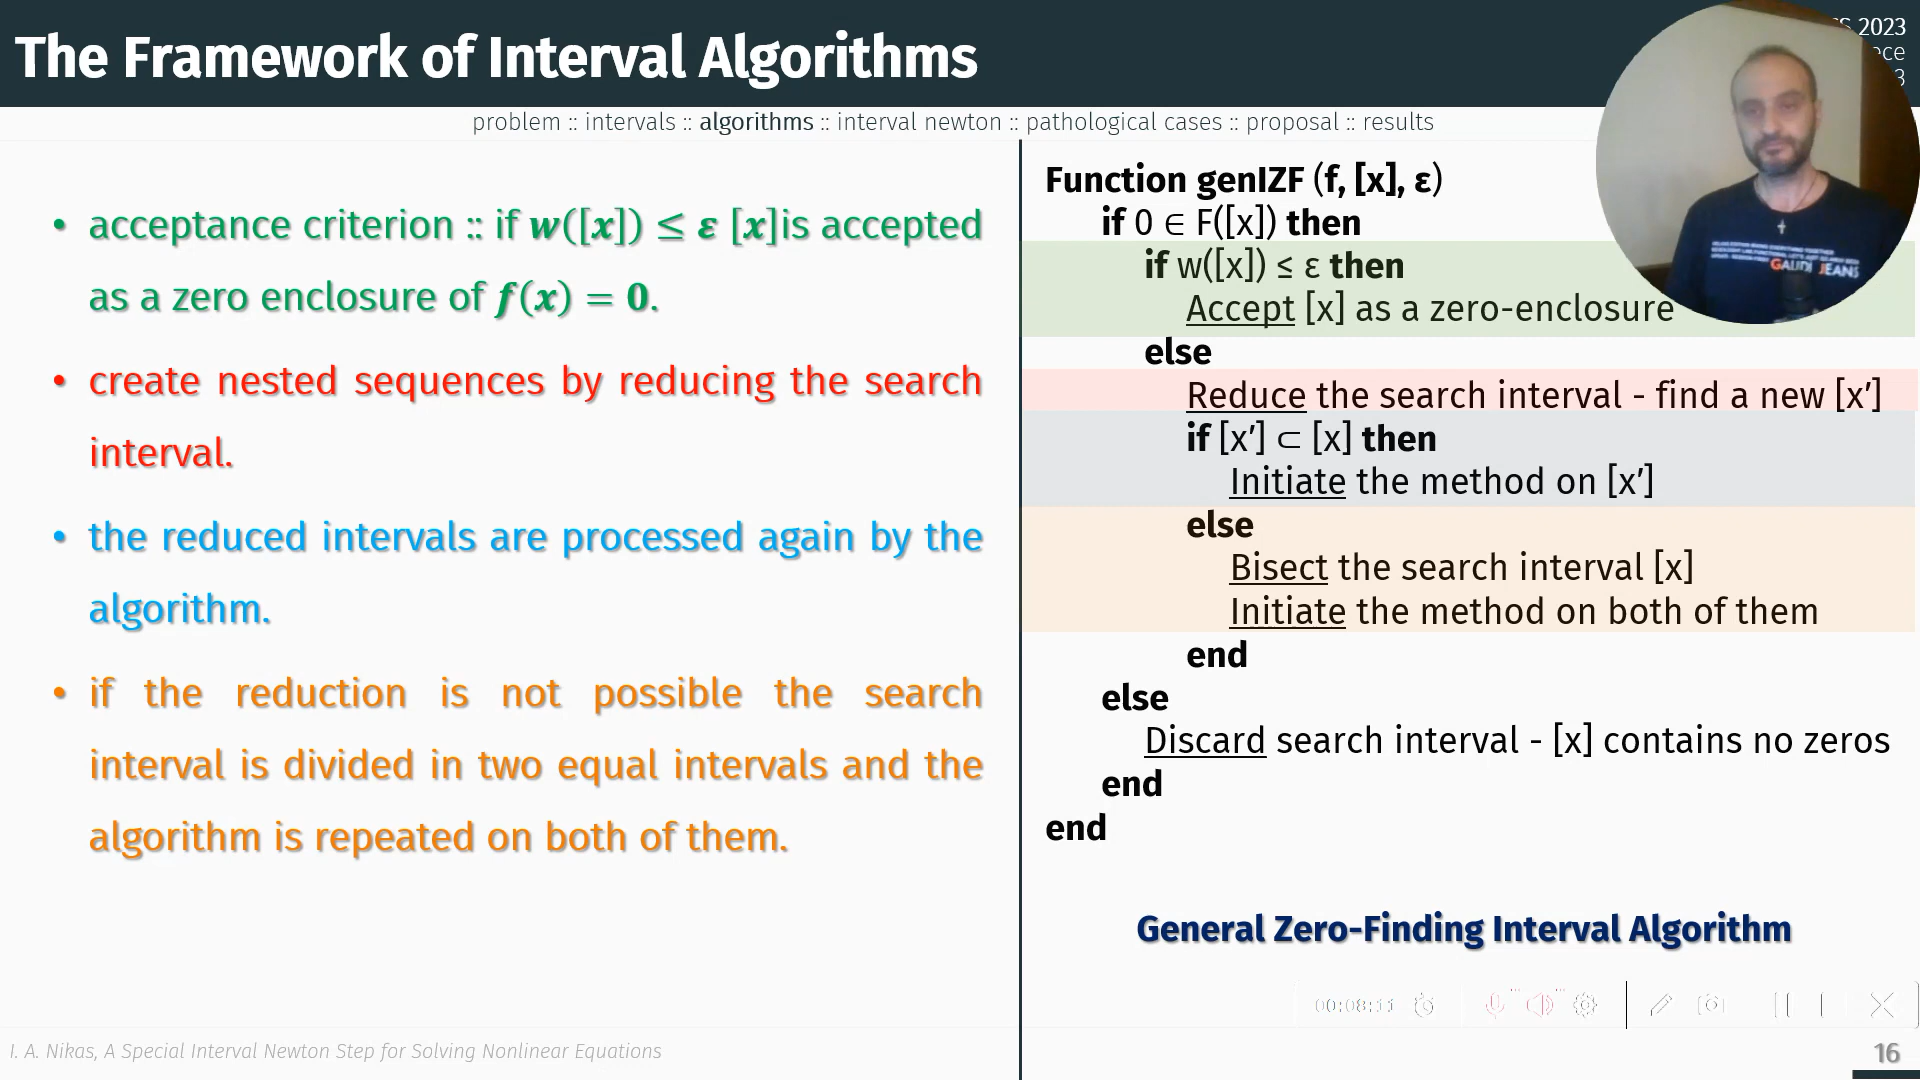 The Framework of Interval Algorithms
2023
3
problem :: intervals :: algorithms :: interval newton :: pathological cases :: proposal :: results
• acceptance criterion :: if w([x]) ≤ ε [x]is accepted
as a zero enclosure of f(x) = 0.
• create nested sequences by reducing the search
interval.
• the reduced intervals are processed again by the
algorithm.
• if the reduction is not possible the search
interval is divided in two equal intervals and the
algorithm is repeated on both of them.
Function genIZF (f, [x], ε)
if 0 ∈ F([x]) then
if w([x]) ≤ ε then
Accept [x] as a zero-enclosure
else
Reduce the search interval - find a new [x′]
if [x′] ⊂ [x] then
Initiate the method on [x′]
else
Bisect the search interval [x]
Initiate the method on both of them
end
else
Discard search interval - [x] contains no zeros
end
end
General Zero-Finding Interval Algorithm
GAUDI JEANS
I. A. Nikas, A Special Interval Newton Step for Solving Nonlinear Equations
16